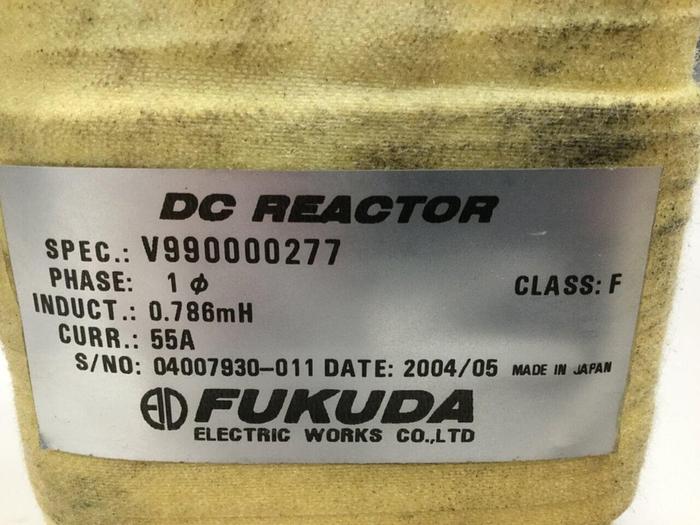 DC REACTOR
SPEC.: V990000277
PHASE: 1 ϕ CLASS: F
INDUCT.: 0.786mH
CURR.: 55A
S/NO: 04007930-011 DATE: 2004/05 MADE IN JAPAN
FUKUDA
ELECTRIC WORKS CO.,LTD